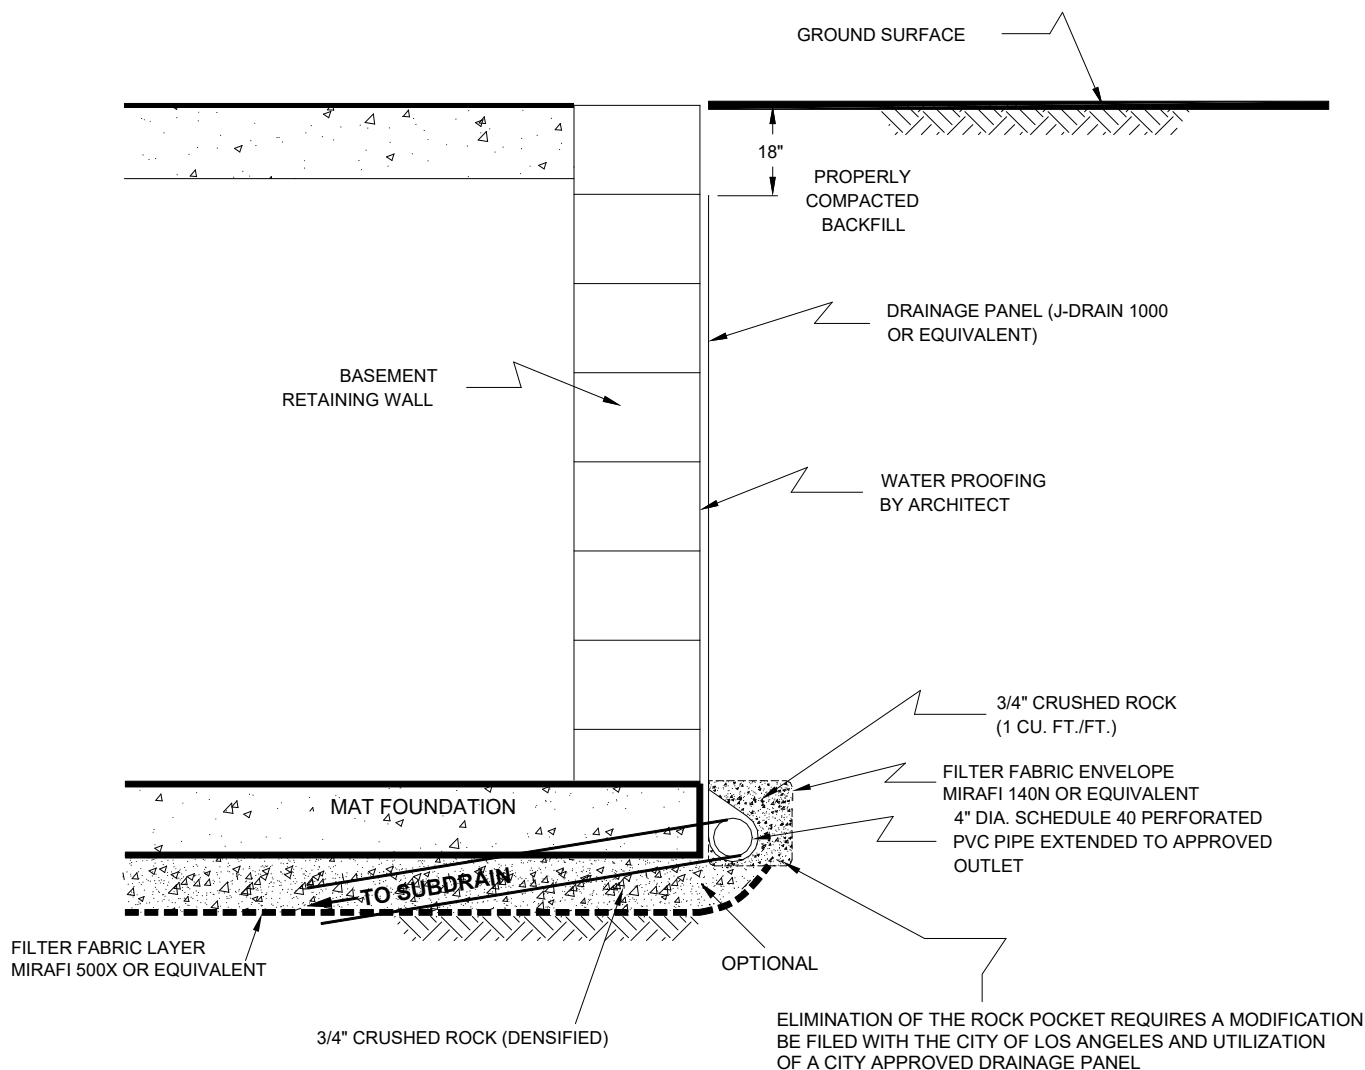 GROUND SURFACE
18"
PROPERLY
COMPACTED
BACKFILL
DRAINAGE PANEL (J-DRAIN 1000
OR EQUIVALENT)
BASEMENT
RETAINING WALL
WATER PROOFING
BY ARCHITECT
3/4" CRUSHED ROCK
(1 CU. FT./FT.)
FILTER FABRIC ENVELOPE
MIRAFI 140N OR EQUIVALENT
4" DIA. SCHEDULE 40 PERFORATED
PVC PIPE EXTENDED TO APPROVED
OUTLET
MAT FOUNDATION
TO SUBDRAIN
FILTER FABRIC LAYER
MIRAFI 500X OR EQUIVALENT
OPTIONAL
3/4" CRUSHED ROCK (DENSIFIED)
ELIMINATION OF THE ROCK POCKET REQUIRES A MODIFICATION
BE FILED WITH THE CITY OF LOS ANGELES AND UTILIZATION
OF A CITY APPROVED DRAINAGE PANEL